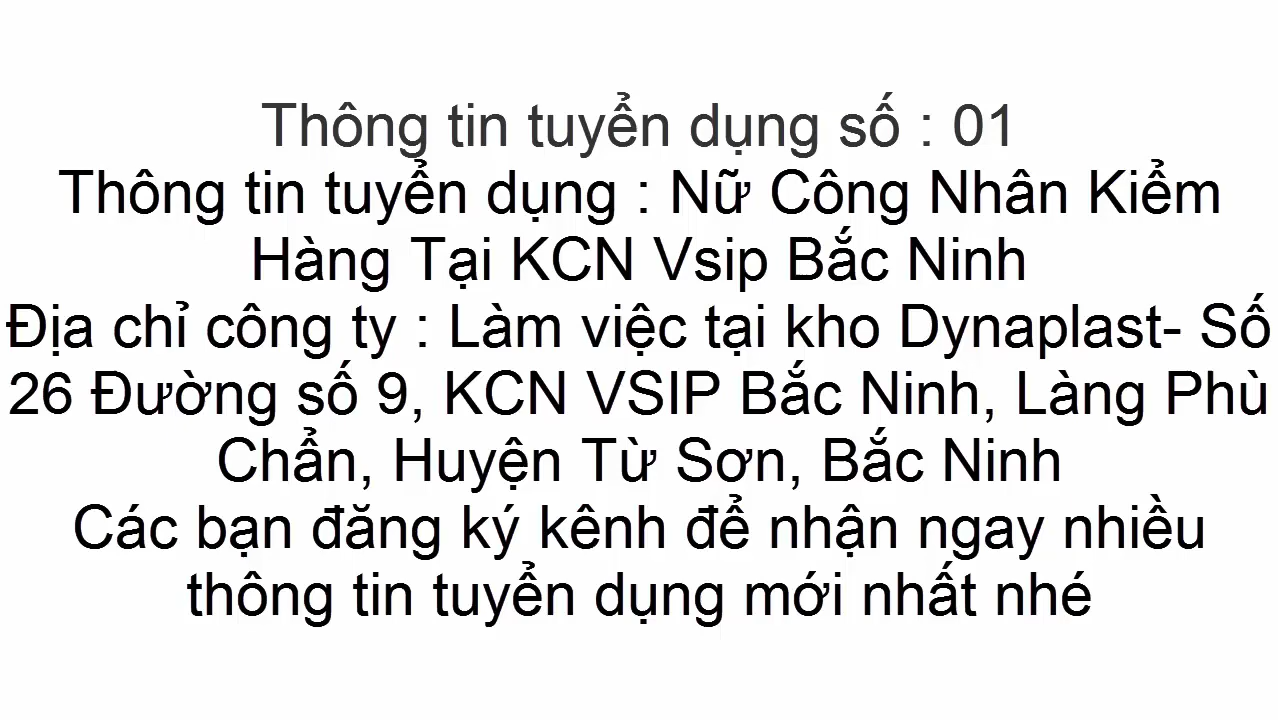 Thông tin tuyển dụng số : 01
Thông tin tuyển dụng : Nữ Công Nhân Kiểm
Hàng Tại KCN Vsip Bắc Ninh
Địa chỉ công ty : Làm việc tại kho Dynaplast- Số
26 Đường số 9, KCN VSIP Bắc Ninh, Làng Phù
Chẩn, Huyện Từ Sơn, Bắc Ninh
Các bạn đăng ký kênh để nhận ngay nhiều
thông tin tuyển dụng mới nhất nhé